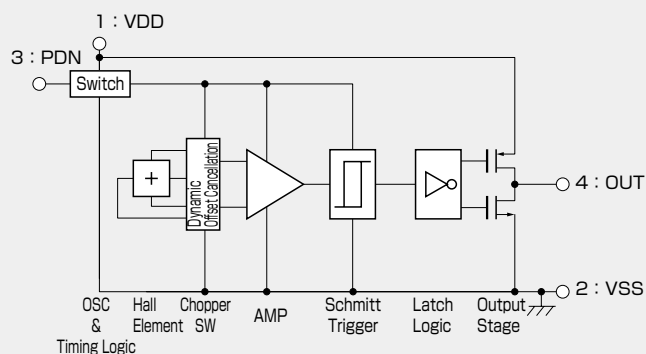 1 : VDD
3 : PDN
Switch
Dynamic
Offset Cancellation
4 : OUT
2 : VSS
OSC
&
Timing Logic
Hall
Element
Chopper
SW
AMP
Schmitt
Trigger
Latch
Logic
Output
Stage